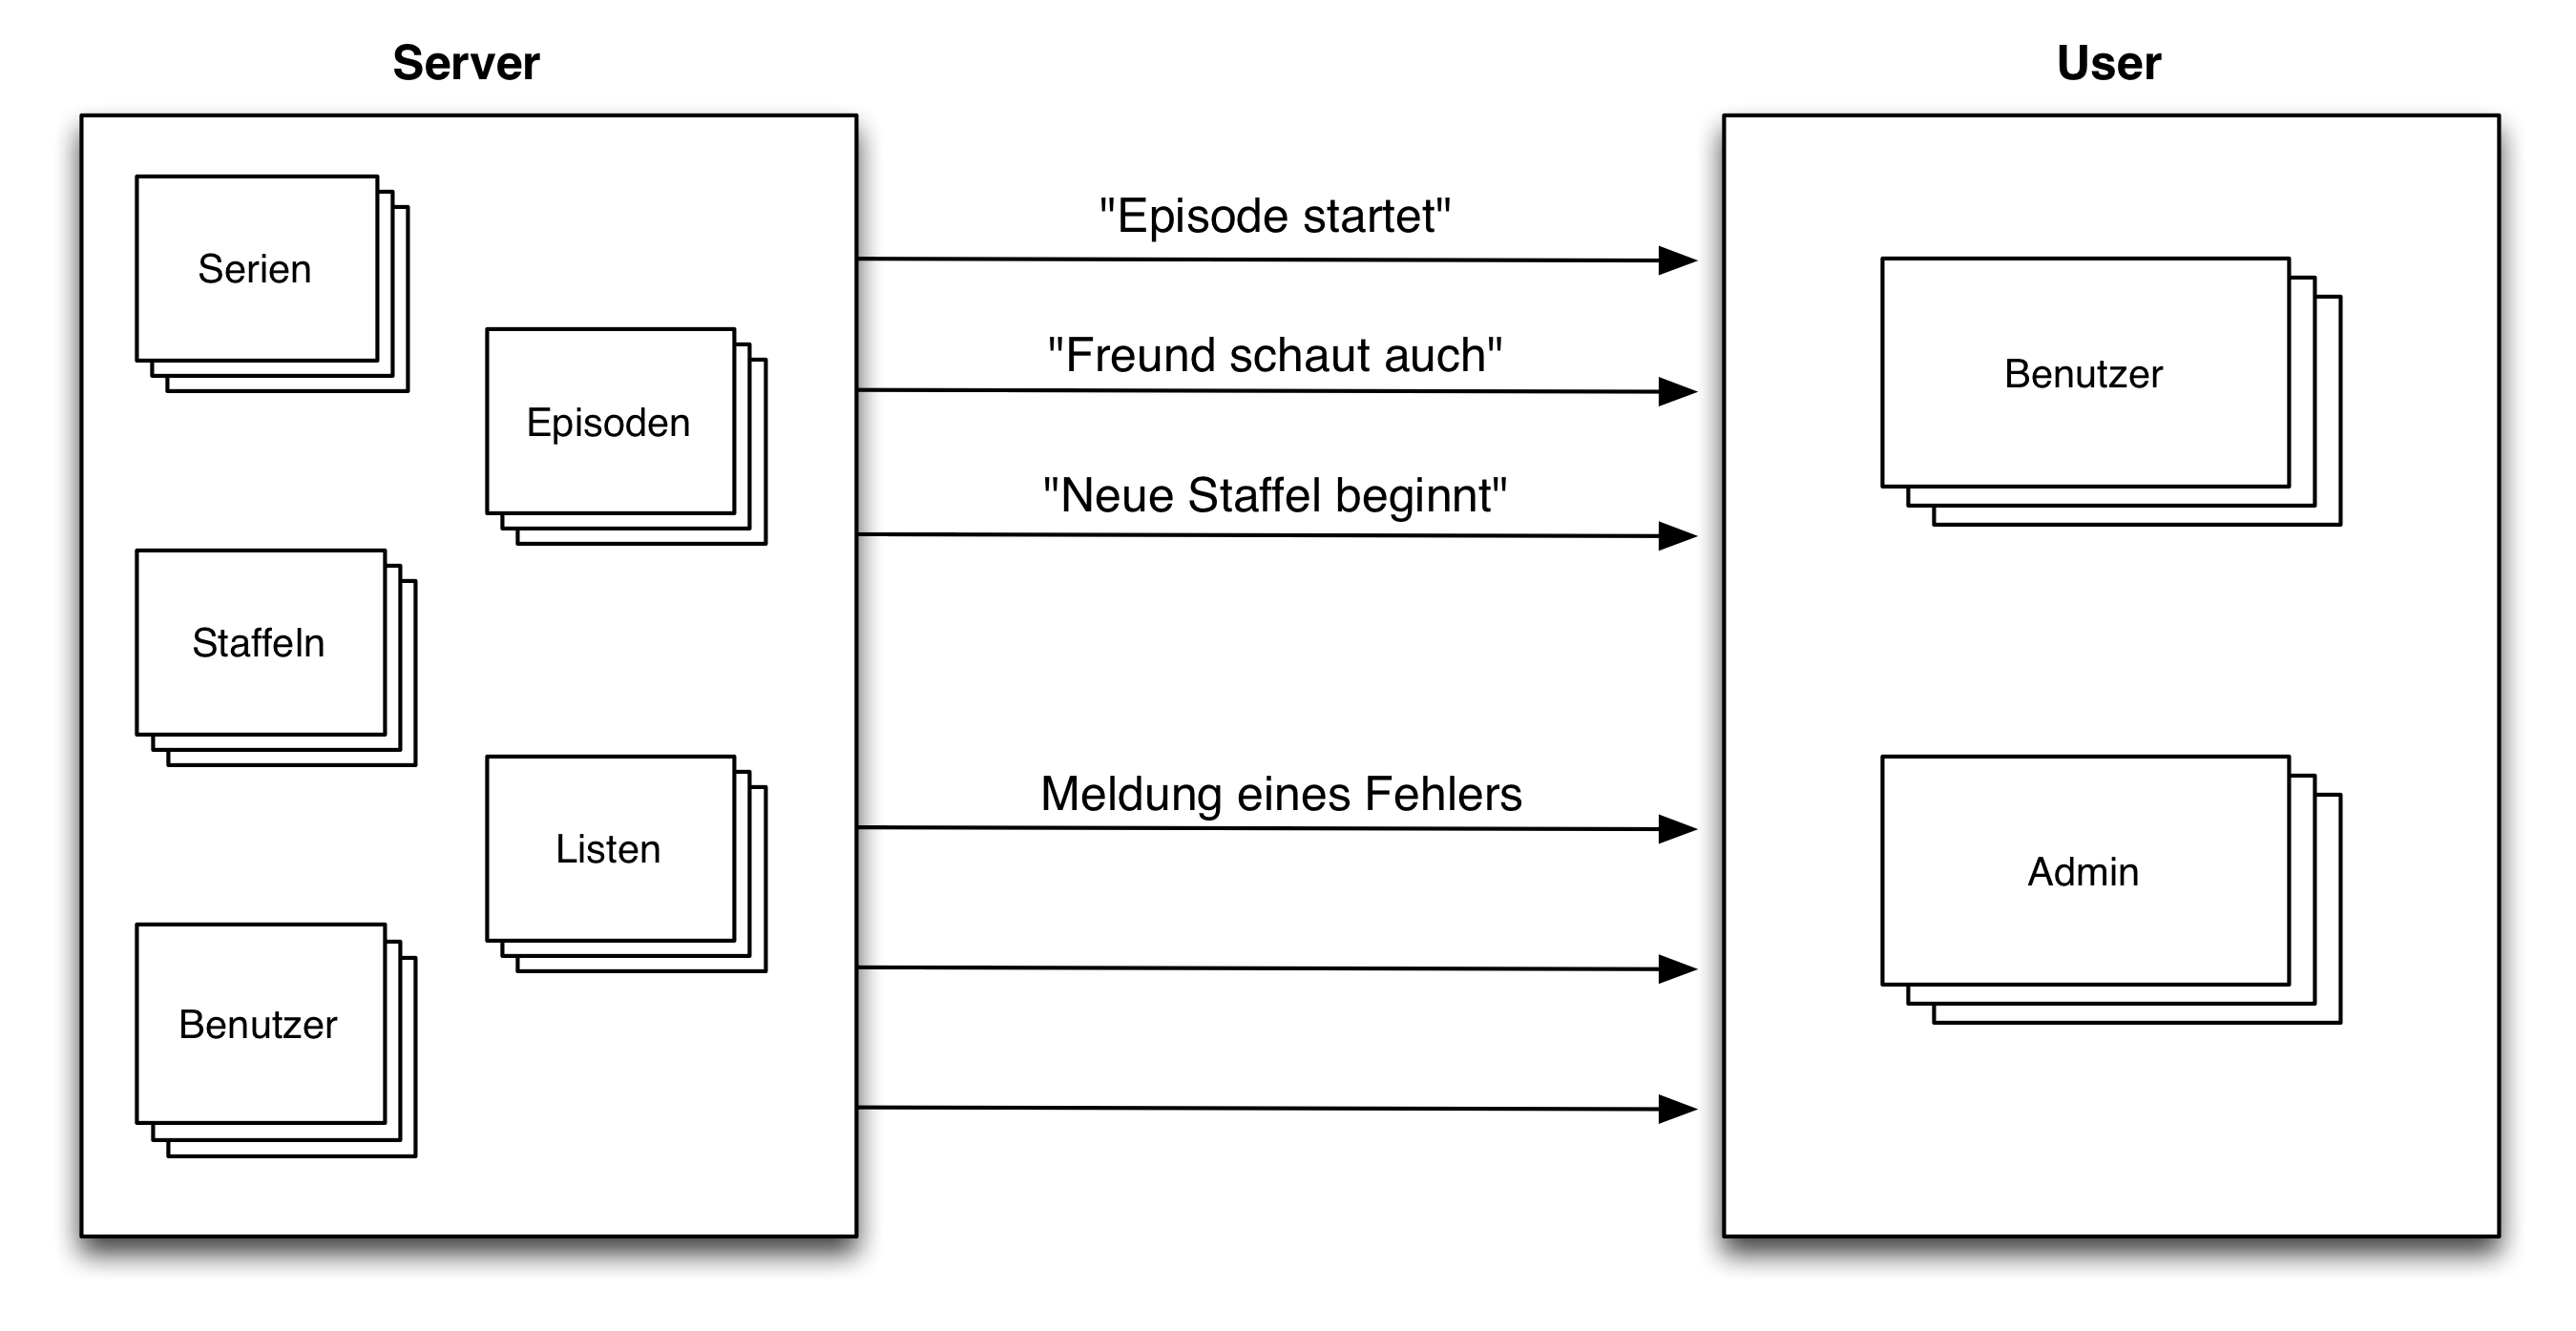 Server
User
Serien
Episoden
Staffeln
Listen
Benutzer
"Episode startet"
"Freund schaut auch"
"Neue Staffel beginnt"
Meldung eines Fehlers
Benutzer
Admin